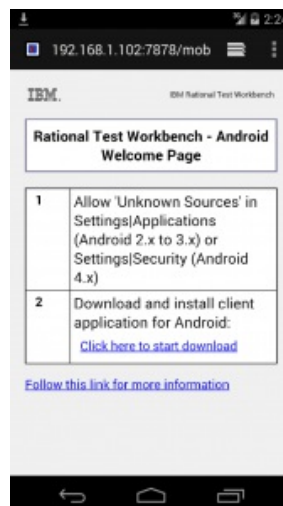 2:24
192.168.1.102:7878/mob
IBM.
IBM Rational Test Workbench
Rational Test Workbench - Android
Welcome Page
1
Allow 'Unknown Sources' in
Settings|Applications
(Android 2.x to 3.x) or
Settings|Security (Android
4.x)
2
Download and install client
application for Android:
Click here to start download
Follow this link for more information